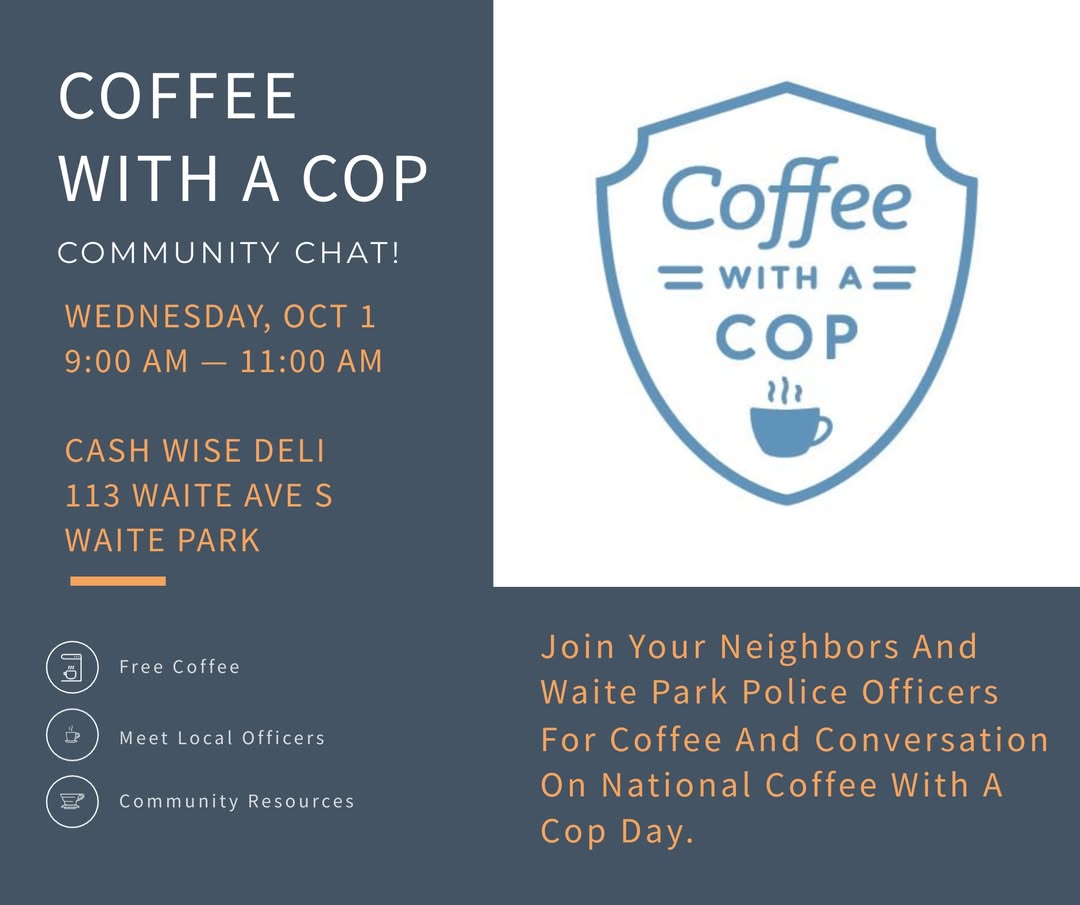 COFFEE
WITH A COP
COMMUNITY CHAT!
WEDNESDAY, OCT 1
9:00 AM — 11:00 AM
CASH WISE DELI
113 WAITE AVE S
WAITE PARK
Free Coffee
Meet Local Officers
Community Resources
Coffee
WITH A
COP
Join Your Neighbors And
Waite Park Police Officers
For Coffee And Conversation
On National Coffee With A
Cop Day.